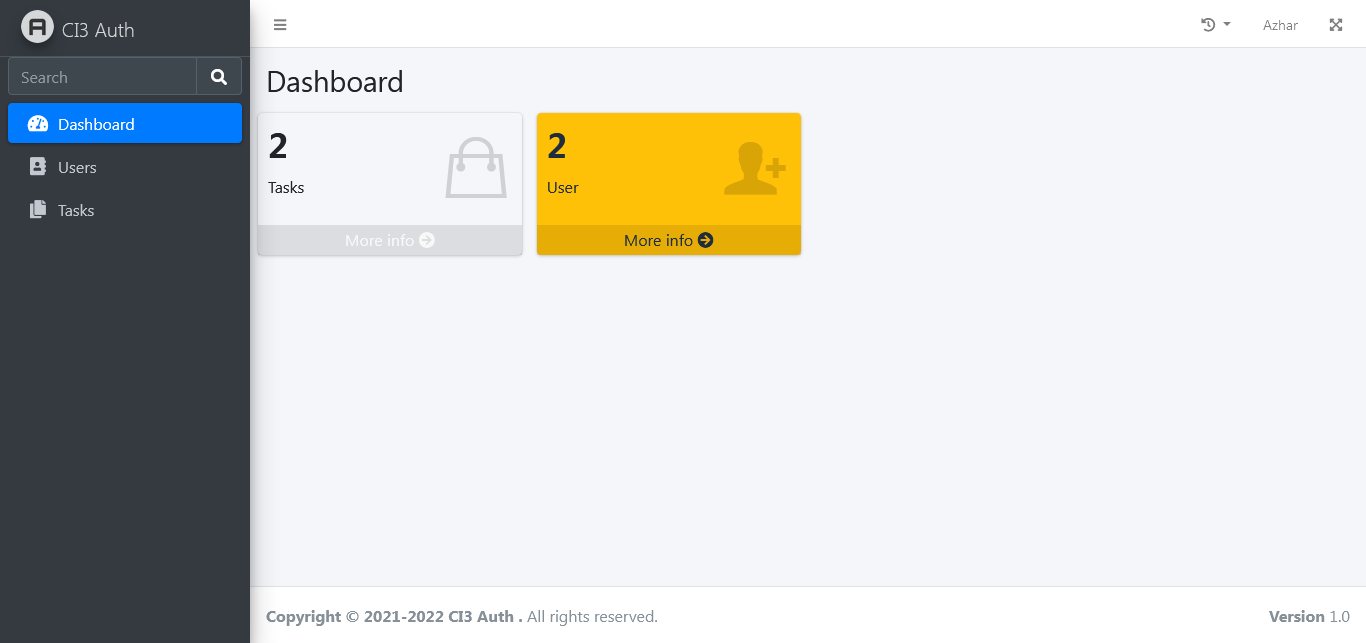 CI3 Auth
Search
Dashboard
Users
Tasks
Azhar
Dashboard
2
Tasks
More info
2
User
More info
Copyright © 2021-2022 CI3 Auth . All rights reserved.
Version 1.0